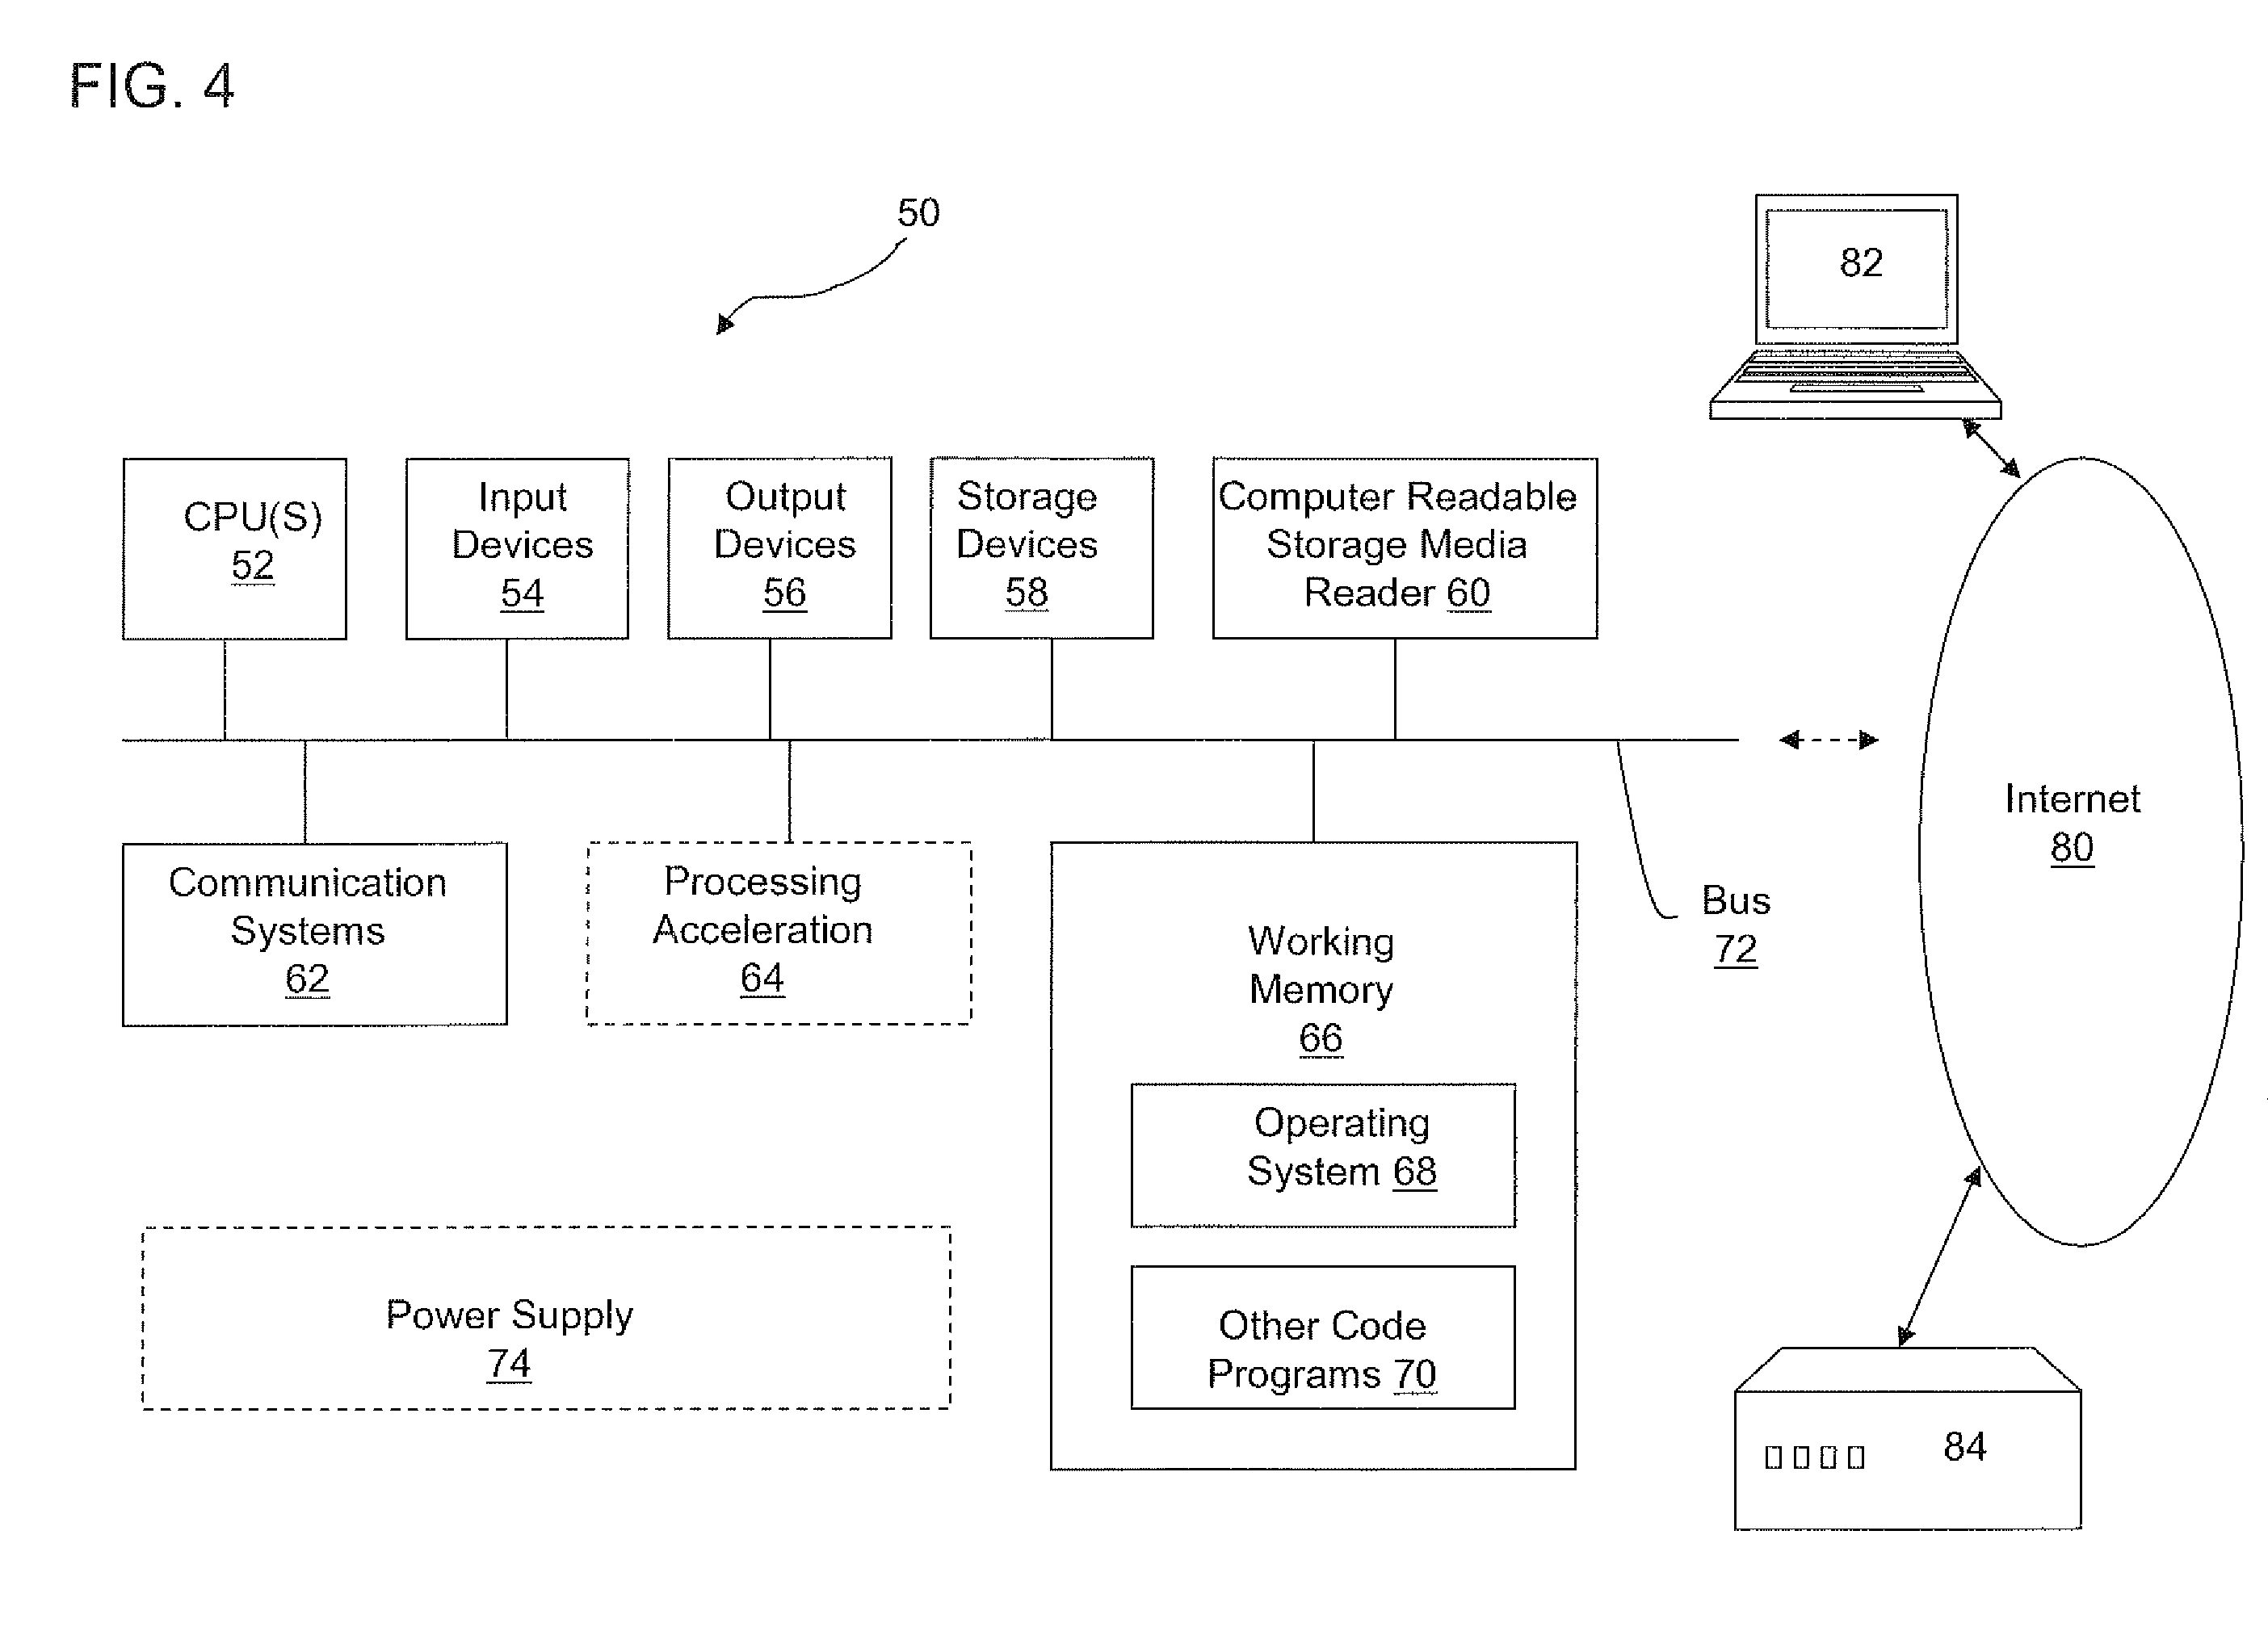 FIG. 4
50
82
CPU(S)
52
Input
Devices
54
Output
Devices
56
Storage
Devices
58
Computer Readable
Storage Media
Reader 60
Internet
80
Communication
Systems
62
Processing
Acceleration
64
Working
Memory
66
Bus
72
Operating
System 68
Other Code
Programs 70
Power Supply
74
84